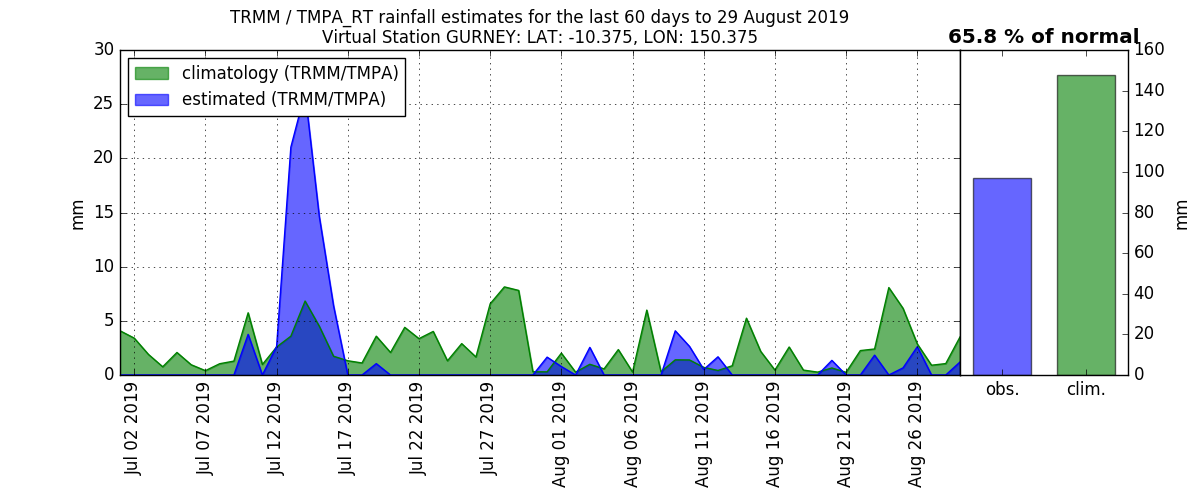 TRMM / TMPA_RT rainfall estimates for the last 60 days to 29 August 2019
Virtual Station GURNEY: LAT: -10.375, LON: 150.375
65.8 % of normal
climatology (TRMM/TMPA)
estimated (TRMM/TMPA)
30
25
20
15
10
5
0
mm
Jul 02 2019
Jul 07 2019
Jul 12 2019
Jul 17 2019
Jul 22 2019
Jul 27 2019
Aug 01 2019
Aug 06 2019
Aug 11 2019
Aug 16 2019
Aug 21 2019
Aug 26 2019
obs.
clim.
160
140
120
100
80
60
40
20
0
mm